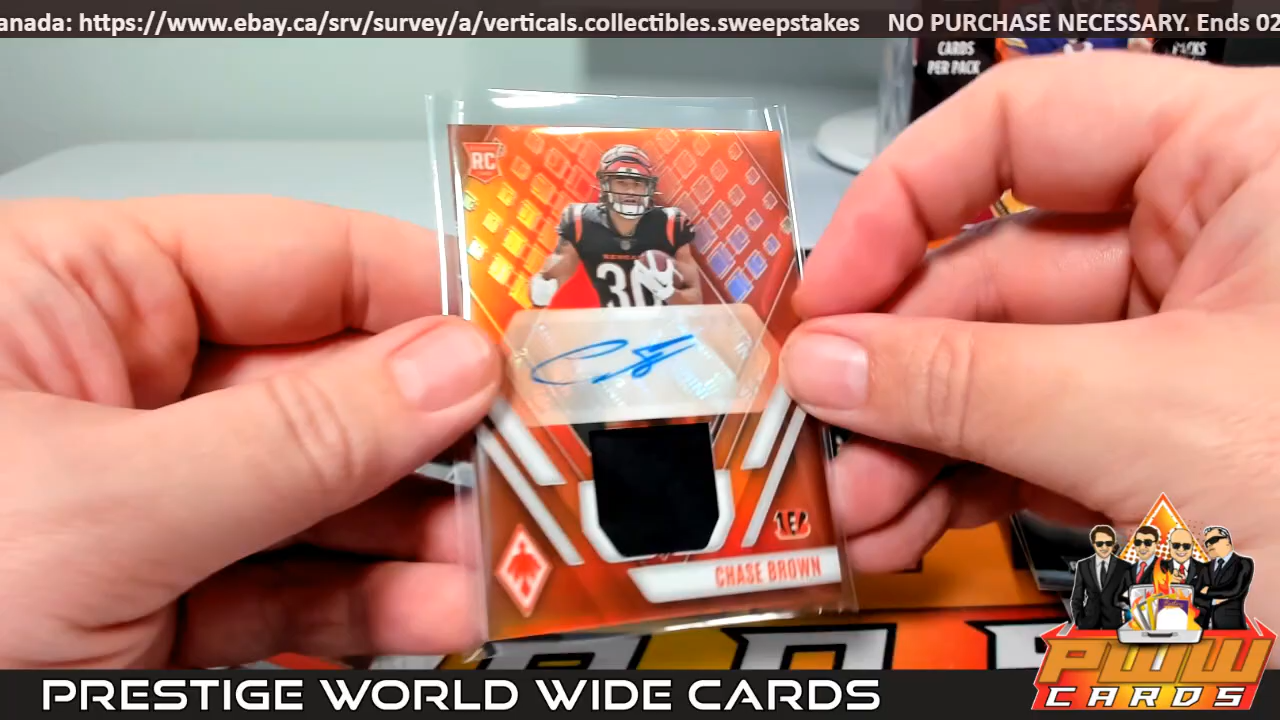 anada: https://www.ebay.ca/srv/survey/a/verticals.collectibles.sweepstakes NO PURCHASE NECESSARY. Ends 02
CARDS
PER PACK
RC
BENGALS
30
CHASE BROWN
PWW
CARDS
PRESTIGE WORLD WIDE CARDS